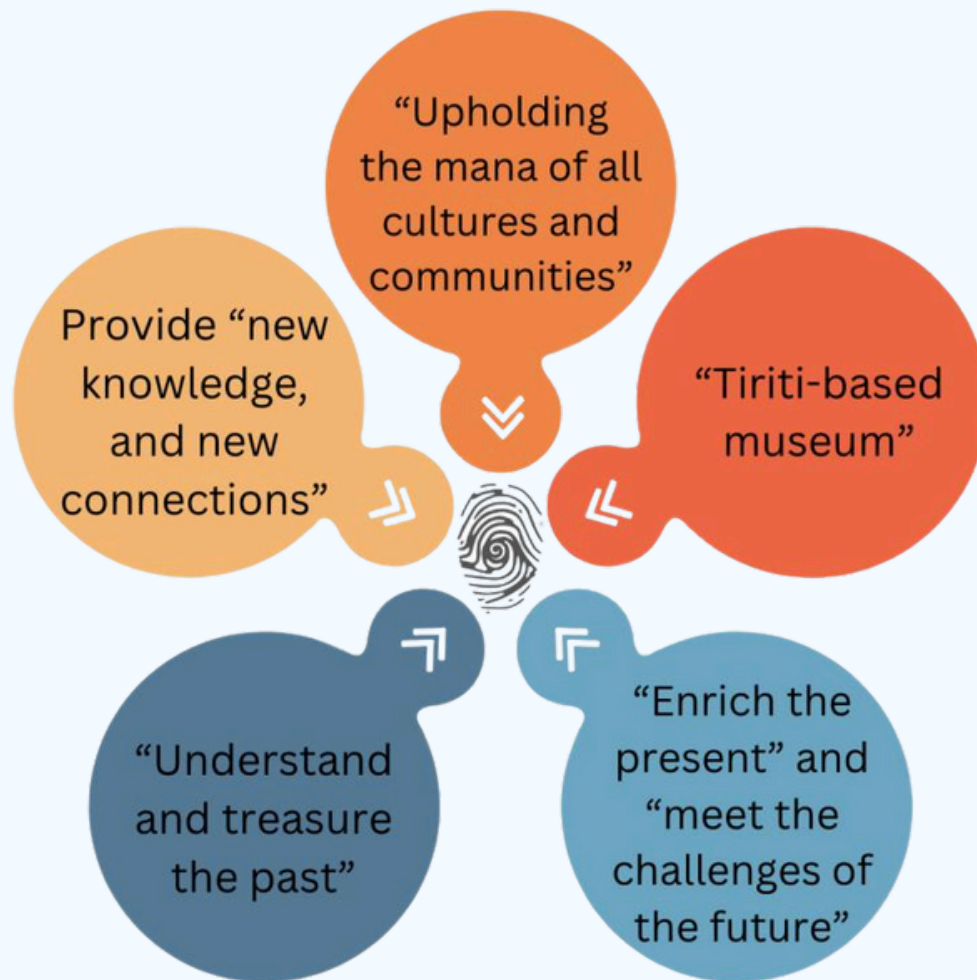 “Upholding
the mana of all
cultures and
communities”
Provide “new
knowledge,
and new
connections”
“Tiriti-based
museum”
“Understand
and treasure
the past”
“Enrich the
present” and
“meet the
challenges of
the future”